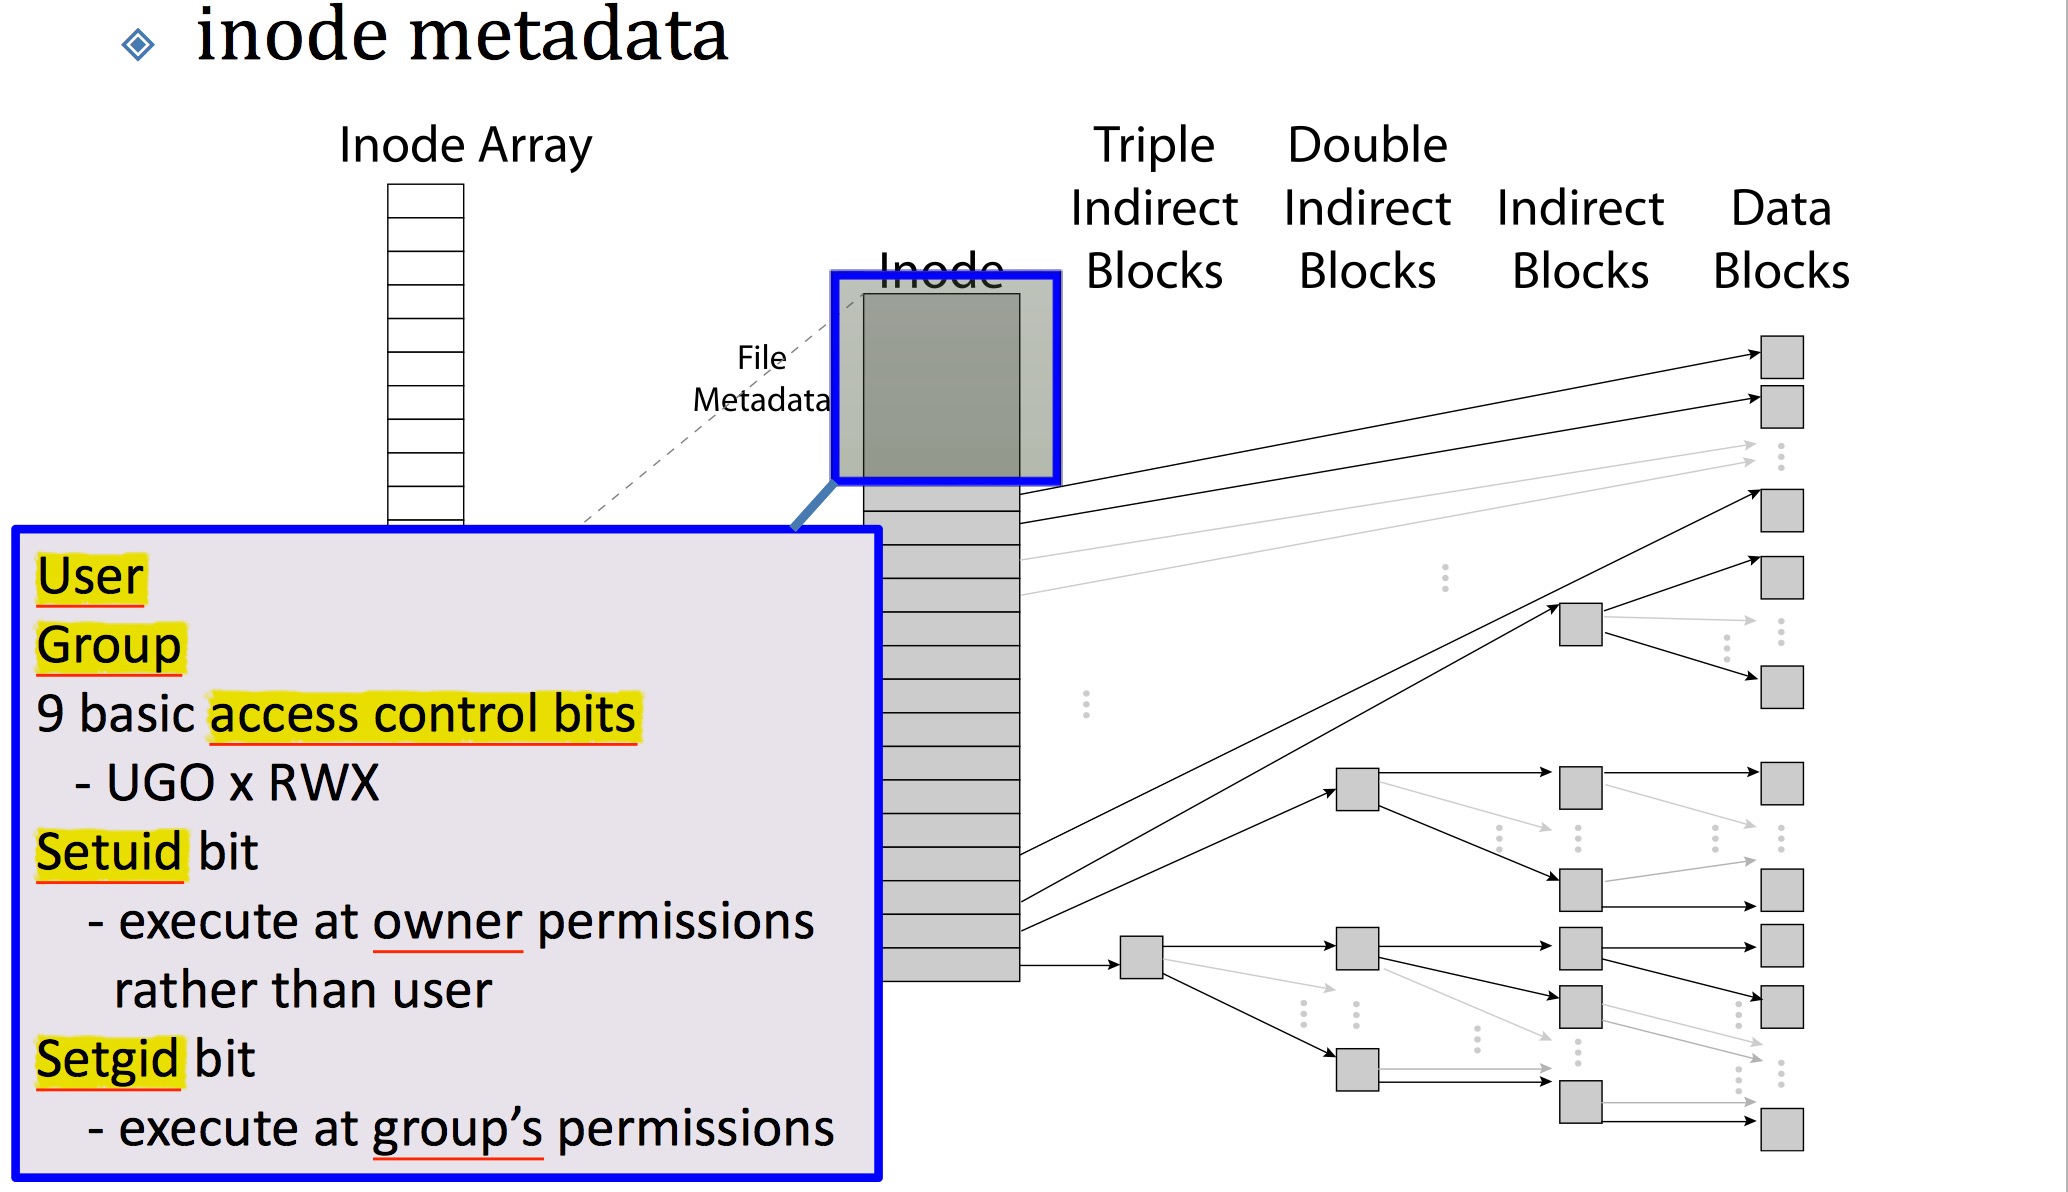 inode metadata
Inode Array
Triple
Indirect
Blocks
Double
Indirect
Blocks
Indirect
Blocks
Data
Blocks
Inode
File
Metadata
User
Group
9 basic access control bits
- UGO x RWX
Setuid bit
- execute at owner permissions
rather than user
Setgid bit
- execute at group’s permissions